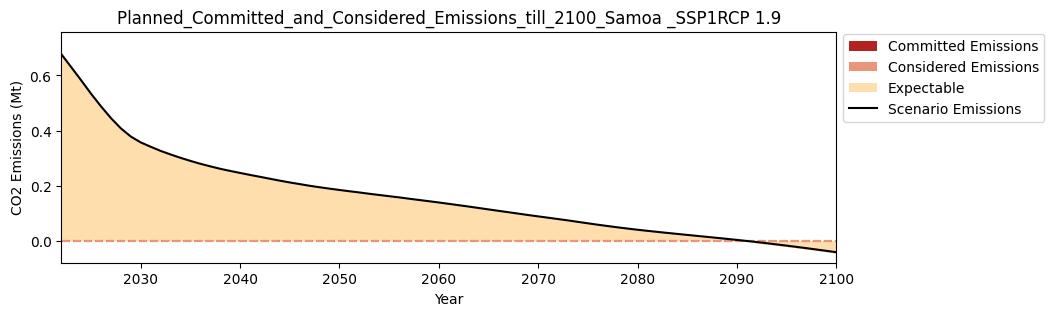 Planned_Committed_and_Considered_Emissions_till_2100_Samoa _SSP1RCP 1.9
Committed Emissions
Considered Emissions
Expectable
Scenario Emissions
CO2 Emissions (Mt)
0.6
0.4
0.2
0.0
2030 2040 2050 2060 2070 2080 2090 2100
Year